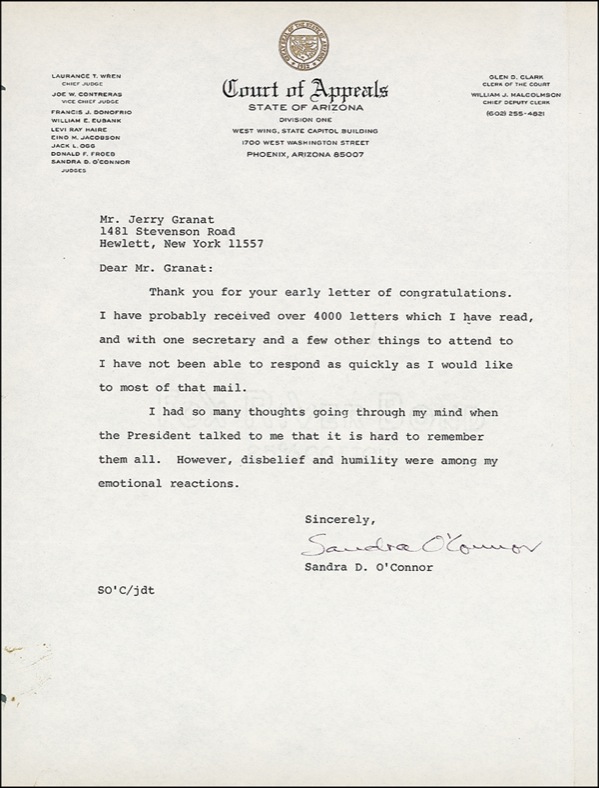 LAURANCE T. WREN
CHIEF JUDGE
JOE W. CONTRERAS
VICE CHIEF JUDGE
FRANCIS J. DONOFRIO
WILLIAM E. EUBANK
LEVI RAY HAIRE
EINO M. JACOBSON
JACK L. OGG
DONALD F. FROEB
SANDRA D. O'CONNOR
JUDGES
Court of Appeals
STATE OF ARIZONA
DIVISION ONE
WEST WING, STATE CAPITOL BUILDING
1700 WEST WASHINGTON STREET
PHOENIX, ARIZONA 85007
GLEN D. CLARK
CLERK OF THE COURT
WILLIAM J. MALCOLMSON
CHIEF DEPUTY CLERK
(602) 255-4821
Mr. Jerry Granat
1481 Stevenson Road
Hewlett, New York 11557
Dear Mr. Granat:
Thank you for your early letter of congratulations.
I have probably received over 4000 letters which I have read,
and with one secretary and a few other things to attend to
I have not been able to respond as quickly as I would like
to most of that mail.
I had so many thoughts going through my mind when
the President talked to me that it is hard to remember
them all. However, disbelief and humility were among my
emotional reactions.
Sincerely,
Sandra O'Connor
Sandra D. O'Connor
SO'C/jdt